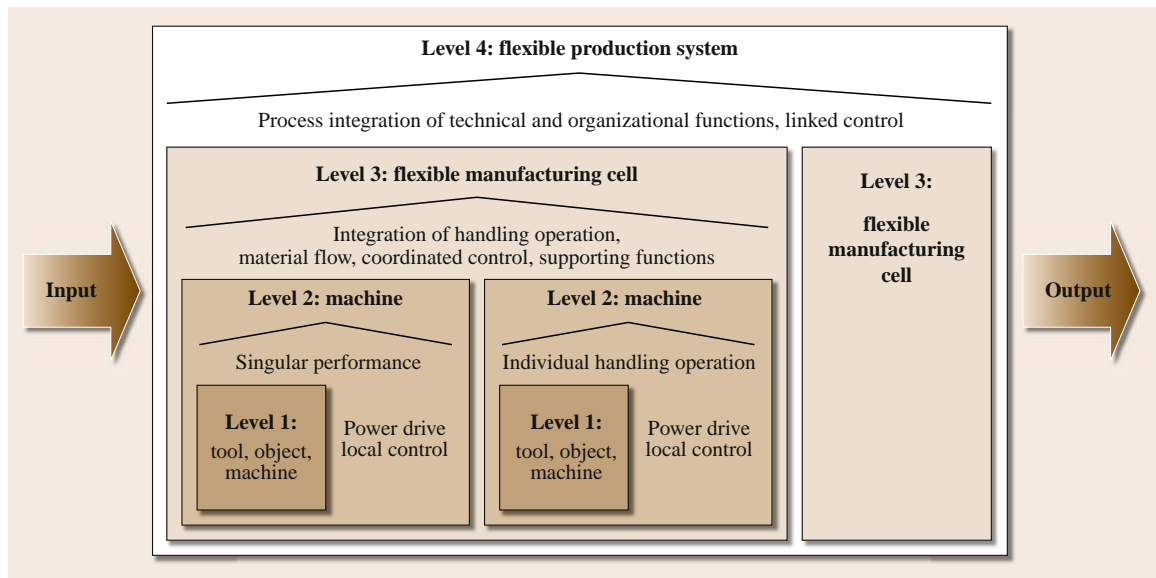 Level 4: flexible production system
Process integration of technical and organizational functions, linked control
Level 3: flexible manufacturing cell
Integration of handling operation,
material flow, coordinated control, supporting functions
Level 2: machine
Singular performance
Level 1:
tool, object,
machine
Power drive
local control
Level 2: machine
Individual handling operation
Level 1:
tool, object,
machine
Power drive
local control
Level 3:
flexible
manufacturing
cell
Input
Output